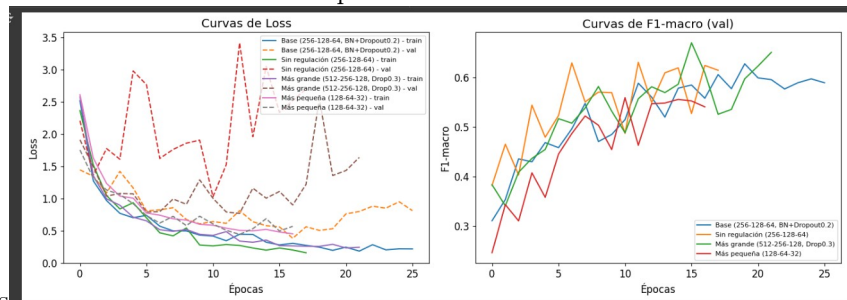 Curvas de Loss
Loss
3.5
3.0
2.5
2.0
1.5
1.0
0.5
0.0
Base (256-128-64, BN+Dropout0.2) - train
Base (256-128-64, BN+Dropout0.2) - val
Sin regulación (256-128-64) - train
Sin regulación (256-128-64) - val
Más grande (512-256-128, Drop0.3) - train
Más grande (512-256-128, Drop0.3) - val
Más pequeña (128-64-32) - train
Más pequeña (128-64-32) - val
0 5 10 15 20 25
Épocas
Curvas de F1-macro (val)
F1-macro
0.6
0.5
0.4
0.3
Base (256-128-64, BN+Dropout0.2)
Sin regulación (256-128-64)
Más grande (512-256-128, Drop0.3)
Más pequeña (128-64-32)
0 5 10 15 20 25
Épocas